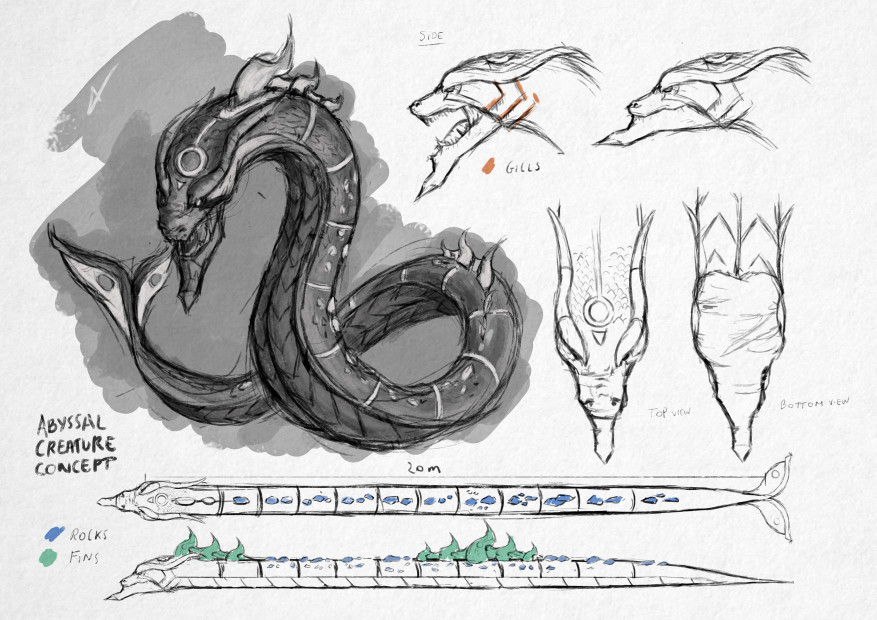 SIDE
GILLS
TOP VIEW
BOTTOM VIEW
ABYSSAL
CREATURE
CONCEPT
20m
ROCKS
FINS